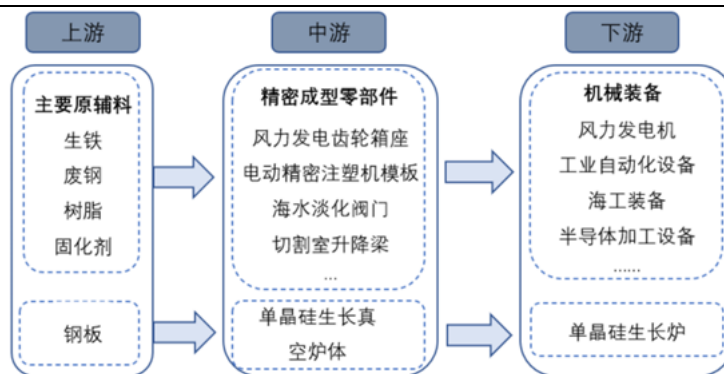 上游
主要原辅料
生铁
废钢
树脂
固化剂
钢板
中游
精密成型零部件
风力发电齿轮箱座
电动精密注塑机模板
海水淡化阀门
切割室升降梁
...
单晶硅生长真
空炉体
下游
机械装备
风力发电机
工业自动化设备
海工装备
半导体加工设备
......
单晶硅生长炉